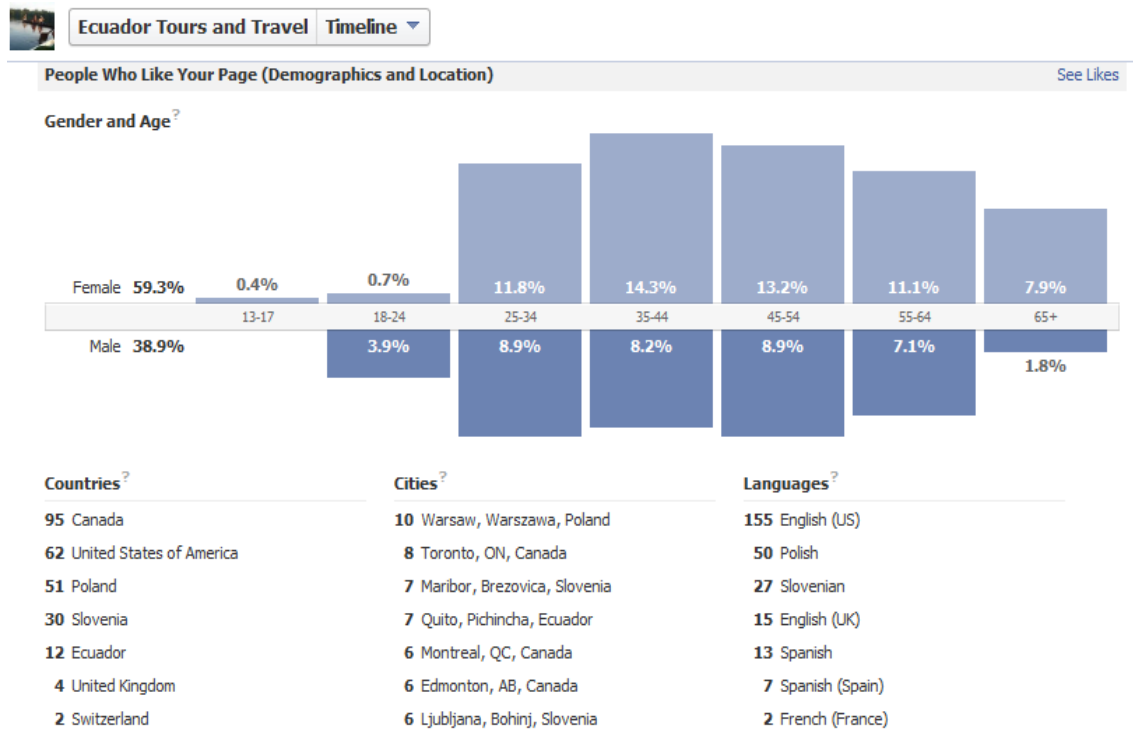 Ecuador Tours and Travel Timeline
People Who Like Your Page (Demographics and Location) See Likes
Gender and Age?
Female 59.3% 0.4% 0.7% 11.8% 14.3% 13.2% 11.1% 7.9%
13-17 18-24 25-34 35-44 45-54 55-64 65+
Male 38.9% 3.9% 8.9% 8.2% 8.9% 7.1% 1.8%
Countries?
95 Canada
62 United States of America
51 Poland
30 Slovenia
12 Ecuador
4 United Kingdom
2 Switzerland
Cities?
10 Warsaw, Warszawa, Poland
8 Toronto, ON, Canada
7 Maribor, Brezovica, Slovenia
7 Quito, Pichincha, Ecuador
6 Montreal, QC, Canada
6 Edmonton, AB, Canada
6 Ljubljana, Bohinj, Slovenia
Languages?
155 English (US)
50 Polish
27 Slovenian
15 English (UK)
13 Spanish
7 Spanish (Spain)
2 French (France)